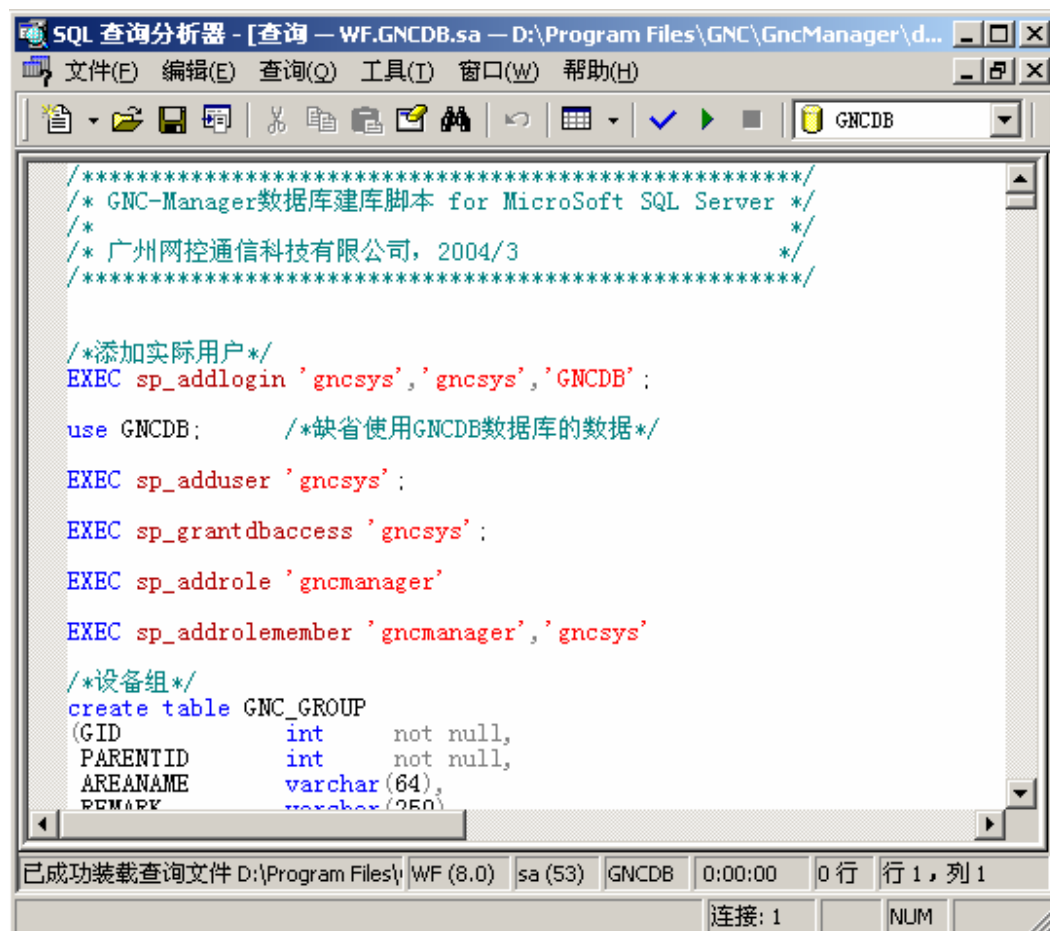 SQL 查询分析器 - [查询 — WF.GNCDB.sa — D:\Program Files\GNC\GncManager\d...
文件(F) 编辑(E) 查询(Q) 工具(T) 窗口(W) 帮助(H)
GNCDB
/*****************************************************/
/* GNC-Manager数据库建库脚本 for MicroSoft SQL Server */
/* */
/* 广州网控通信科技有限公司，2004/3 */
/*****************************************************/
/*添加实际用户*/
EXEC sp_addlogin 'gncsys','gncsys','GNCDB';
use GNCDB; /*缺省使用GNCDB数据库的数据*/
EXEC sp_adduser 'gncsys';
EXEC sp_grantdbaccess 'gncsys';
EXEC sp_addrole 'gncmanager'
EXEC sp_addrolemember 'gncmanager','gncsys'
/*设备组*/
create table GNC_GROUP
(GID int not null,
PARENTID int not null,
AREANAME varchar(64),
REMARK varchar(250)
已成功装载查询文件 D:\Program Files\ WF (8.0) sa (53) GNCDB 0:00:00 0 行 行 1，列 1
连接: 1 NUM